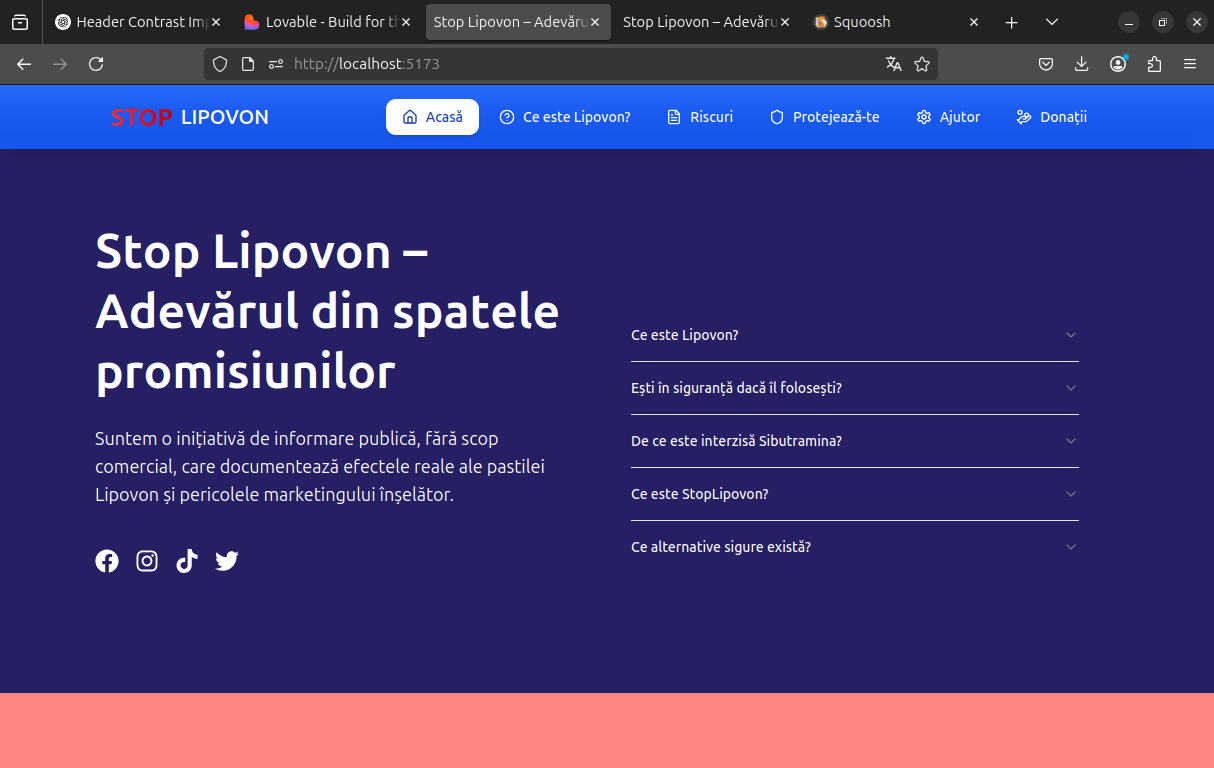 Header Contrast Imp
Lovable - Build for th
Stop Lipovon – Adevăru
Stop Lipovon – Adevăru
Squoosh
http://localhost:5173
STOP LIPOVON
Acasă
Ce este Lipovon?
Riscuri
Protejează-te
Ajutor
Donații
Stop Lipovon –
Adevărul din spatele
promisiunilor
Suntem o inițiativă de informare publică, fără scop
comercial, care documentează efectele reale ale pastilei
Lipovon și pericolele marketingului înșelător.
Ce este Lipovon?
Ești în siguranță dacă îl folosești?
De ce este interzisă Sibutramina?
Ce este StopLipovon?
Ce alternative sigure există?